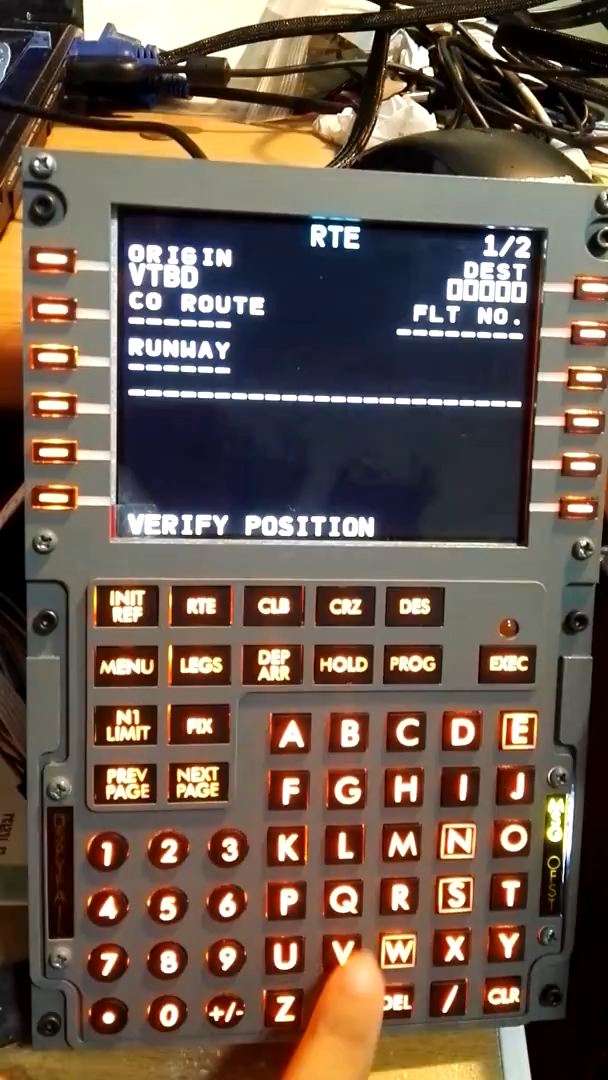 RTE 1/2
ORIGIN DEST
VTBD
CO ROUTE FLT NO.
RUNWAY
VERIFY POSITION
INIT REF RTE CLB CRZ DES
MENU LEGS DEP ARR HOLD PROG EXEC
N1 LIMIT FIX
A B C D E
PREV PAGE NEXT PAGE
F G H I J
1 2 3 K L M N O
4 5 6 P Q R S T
7 8 9 U V W X Y
. 0 +/- Z DEL / CLR
MSG
OFST